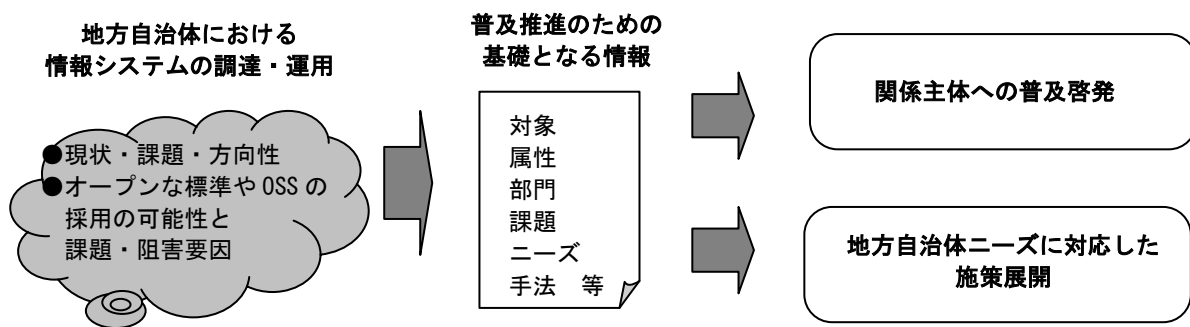 地方自治体における
情報システムの調達・運用
●現状・課題・方向性
●オープンな標準や OSS の
採用の可能性と
課題・阻害要因
普及推進のための
基礎となる情報
対象
属性
部門
課題
ニーズ
手法 等
関係主体への普及啓発
地方自治体ニーズに対応した
施策展開